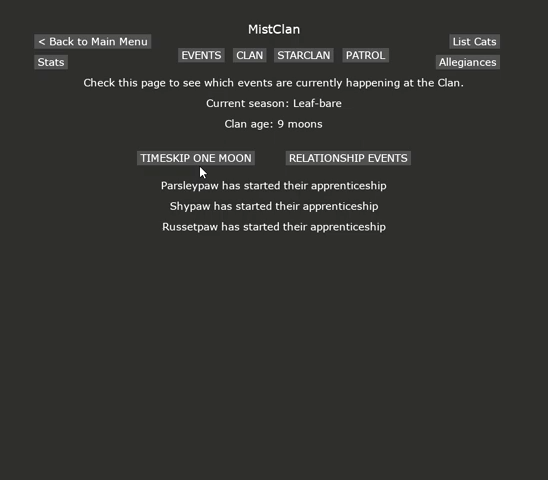 MistClan
< Back to Main Menu
List Cats
EVENTS CLAN STARCLAN PATROL
Stats
Allegiances
Check this page to see which events are currently happening at the Clan.
Current season: Leaf-bare
Clan age: 9 moons
TIMESKIP ONE MOON RELATIONSHIP EVENTS
Parsleypaw has started their apprenticeship
Shypaw has started their apprenticeship
Russetpaw has started their apprenticeship